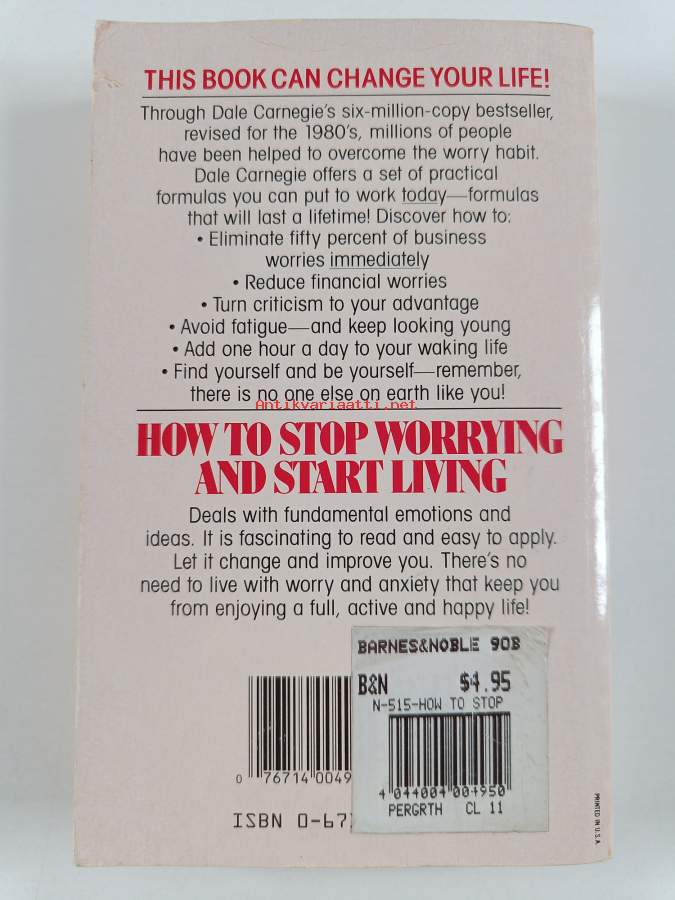 THIS BOOK CAN CHANGE YOUR LIFE!
Through Dale Carnegie's six-million-copy bestseller,
revised for the 1980's, millions of people
have been helped to overcome the worry habit.
Dale Carnegie offers a set of practical
formulas you can put to work today—formulas
that will last a lifetime! Discover how to:
• Eliminate fifty percent of business
worries immediately
• Reduce financial worries
• Turn criticism to your advantage
• Avoid fatigue—and keep looking young
• Add one hour a day to your waking life
• Find yourself and be yourself—remember,
there is no one else on earth like you!
Antikvariaatti.net
HOW TO STOP WORRYING
AND START LIVING
Deals with fundamental emotions and
ideas. It is fascinating to read and easy to apply.
Let it change and improve you. There's no
need to live with worry and anxiety that keep you
from enjoying a full, active and happy life!
BARNES&NOBLE 90B
B&N $4.95
N-515-HOW TO STOP
4 044004 004950
PERGRTH CL 11
0 76714 0049
ISBN 0-67
PRINTED IN U.S.A.